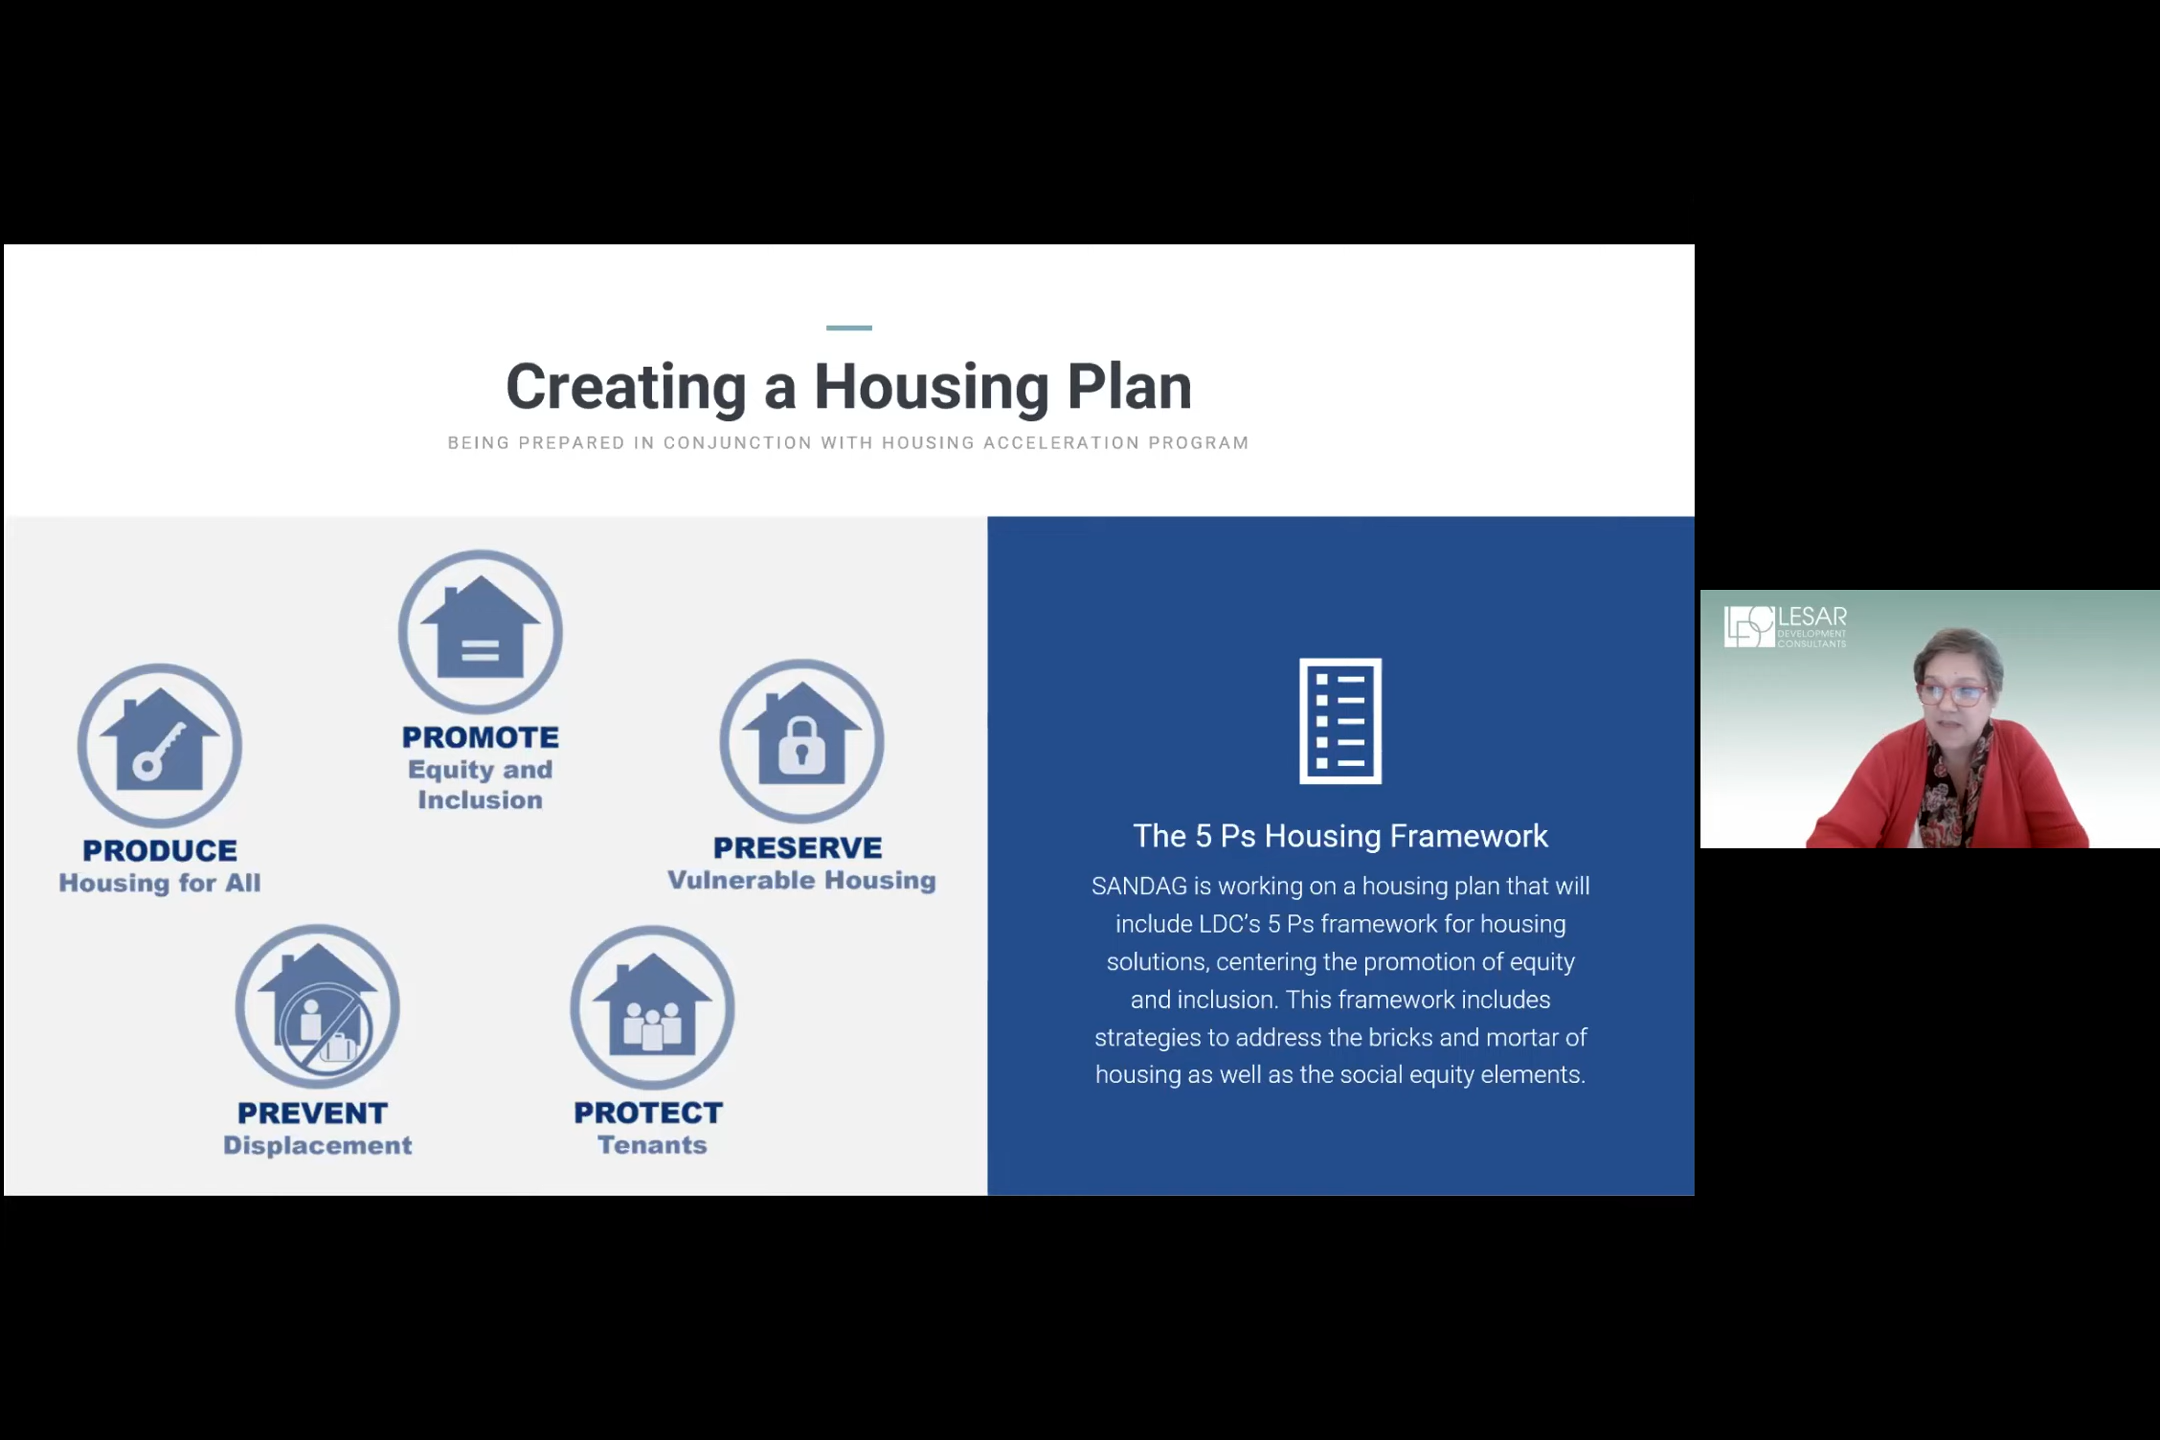 Creating a Housing Plan
BEING PREPARED IN CONJUNCTION WITH HOUSING ACCELERATION PROGRAM
PROMOTE
Equity and
Inclusion
PRODUCE
Housing for All
PRESERVE
Vulnerable Housing
PREVENT
Displacement
PROTECT
Tenants
The 5 Ps Housing Framework
SANDAG is working on a housing plan that will
include LDC’s 5 Ps framework for housing
solutions, centering the promotion of equity
and inclusion. This framework includes
strategies to address the bricks and mortar of
housing as well as the social equity elements.
LDC
LESAR
DEVELOPMENT
CONSULTANTS